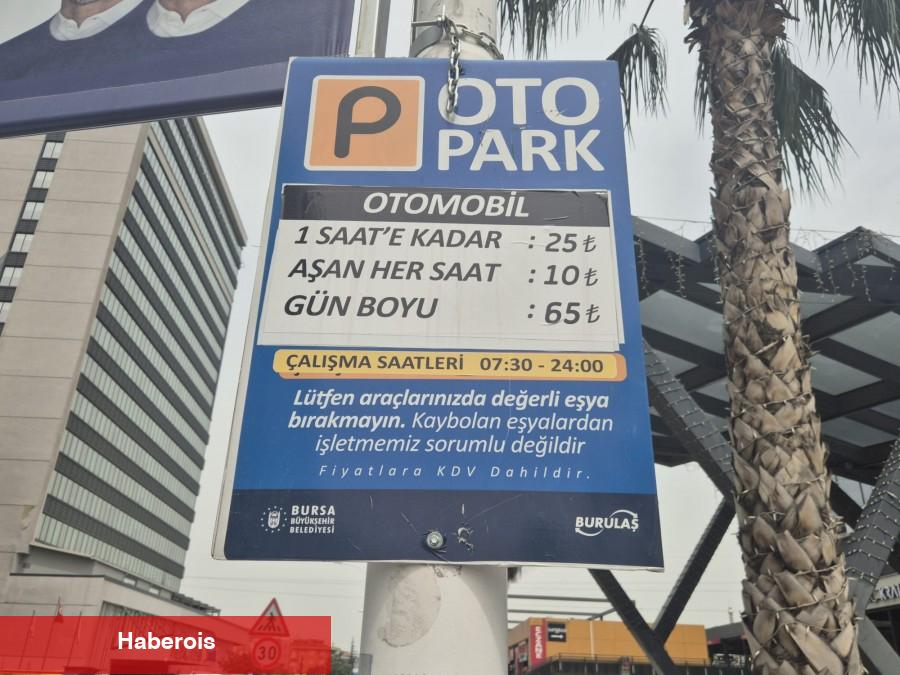 P
OTO
PARK
OTOMOBİL
1 SAAT'E KADAR : 25 ₺
AŞAN HER SAAT : 10 ₺
GÜN BOYU : 65 ₺
ÇALIŞMA SAATLERİ 07:30 - 24:00
Lütfen araçlarınızda değerli eşya
bırakmayın. Kaybolan eşyalardan
işletmemiz sorumlu değildir
Fiyatlara KDV Dahildir.
BURSA
BÜYÜKŞEHİR
BELEDİYESİ
BURULAŞ
30
Haberois